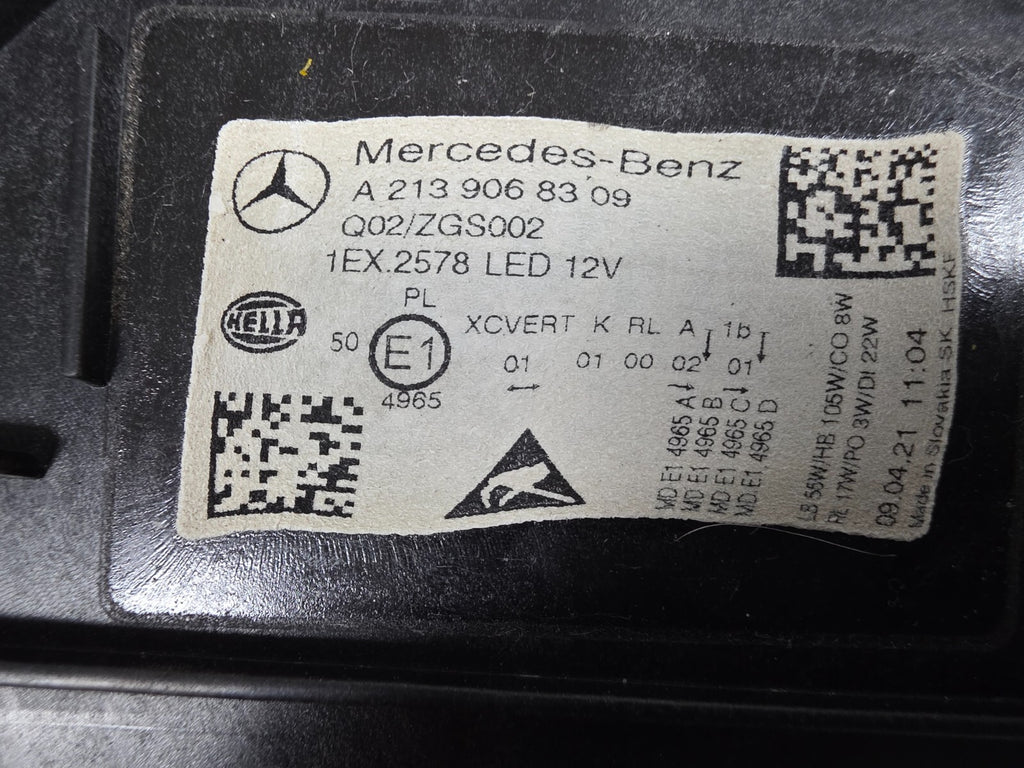 Mercedes-Benz
A 213 906 83 09
Q02/ZGS002
1EX.2578 LED 12V
HELLA
PL
50 E1
4965
XCVERT K RL A 1b
01 01 00 02 01
MD E1 4965 A
MD E1 4965 B
MD E1 4965 C
MD E1 4965 D
LB 56W/HB 105W/CO 8W
RL 17W/PO 3W/DI 22W
09.04.21 11:04
Made in Slovakia SK HSKF